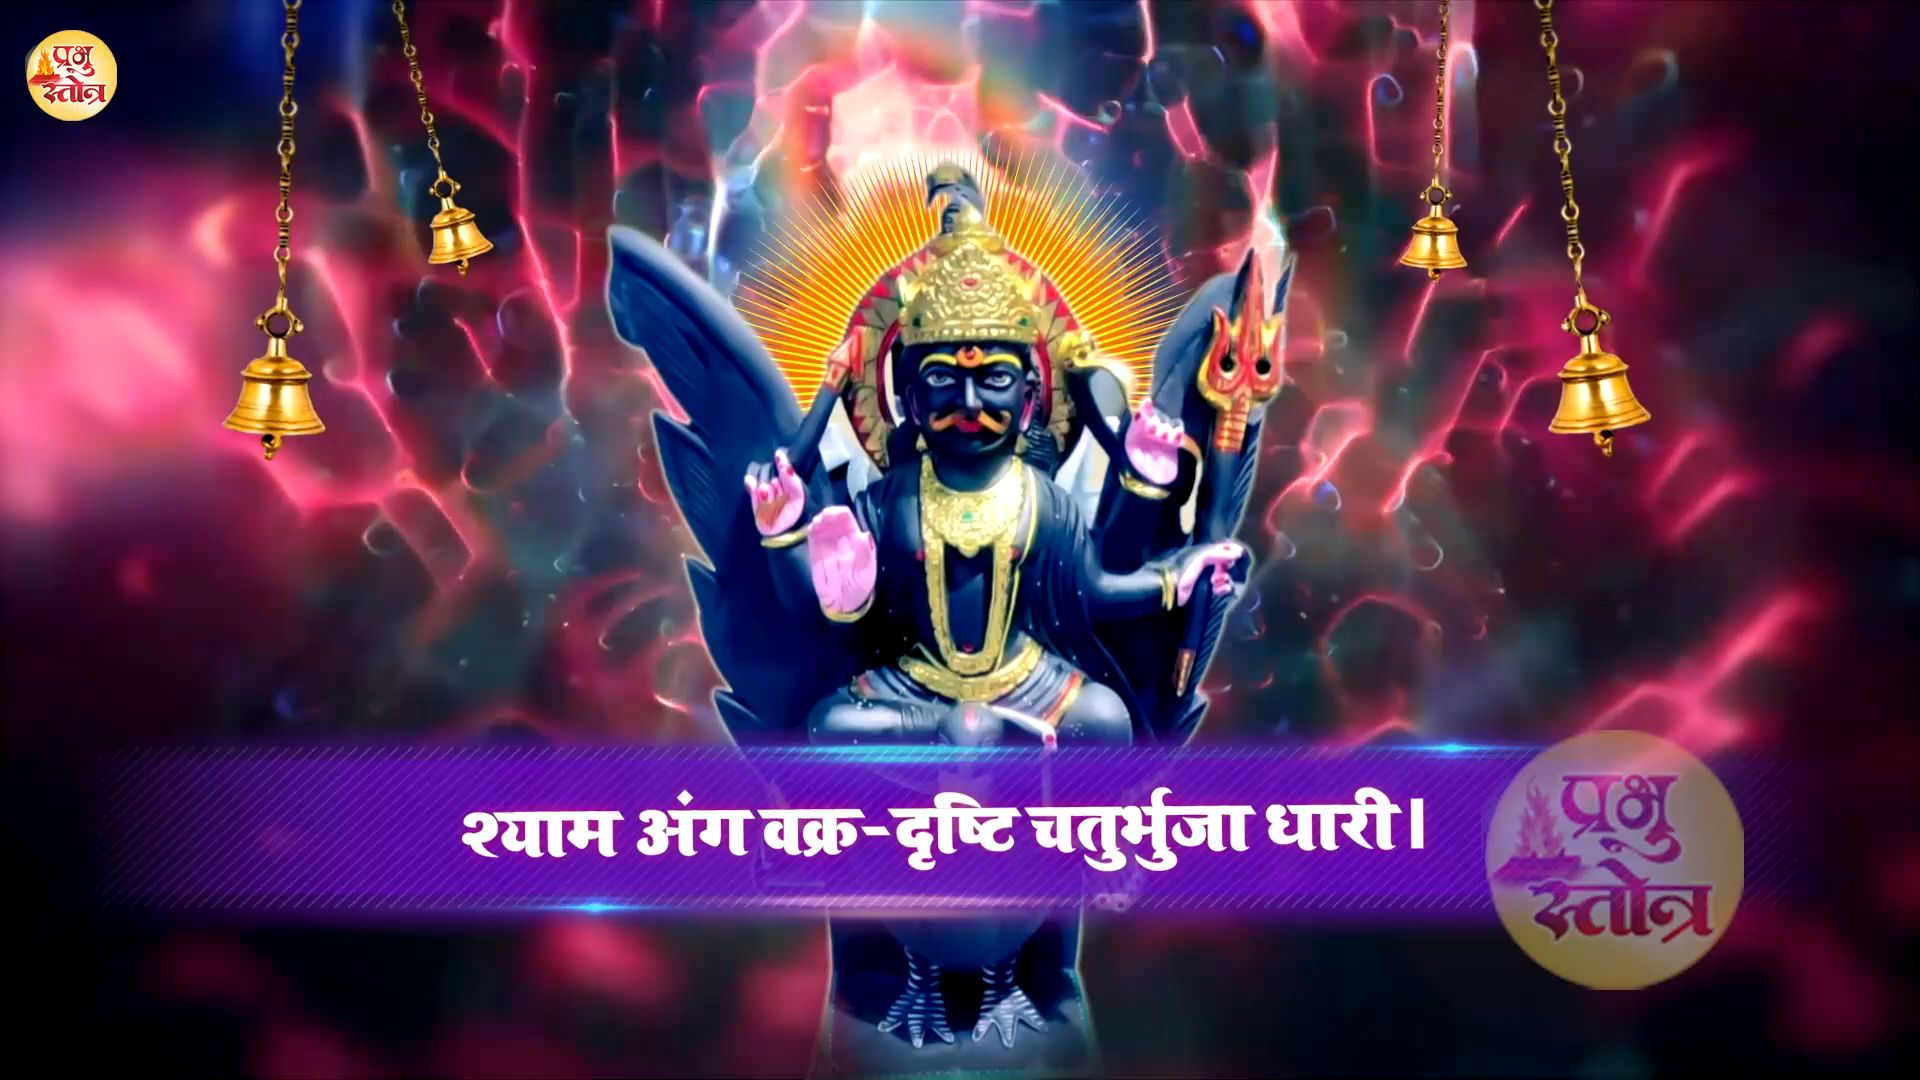 प्रभु
स्तोत्र
श्याम अंग वक्र-दृष्टि चतुर्भुजा धारी।
प्रभु
स्तोत्र